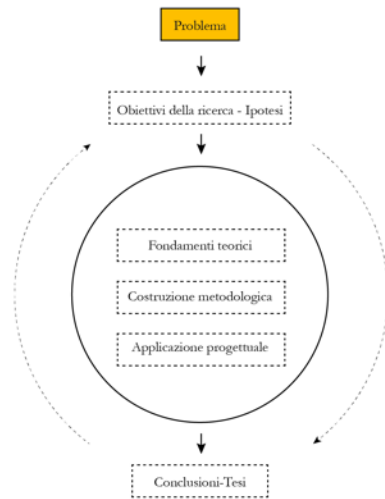 Problema
Obiettivi della ricerca - Ipotesi
Fondamenti teorici
Costruzione metodologica
Applicazione progettuale
Conclusioni-Tesi